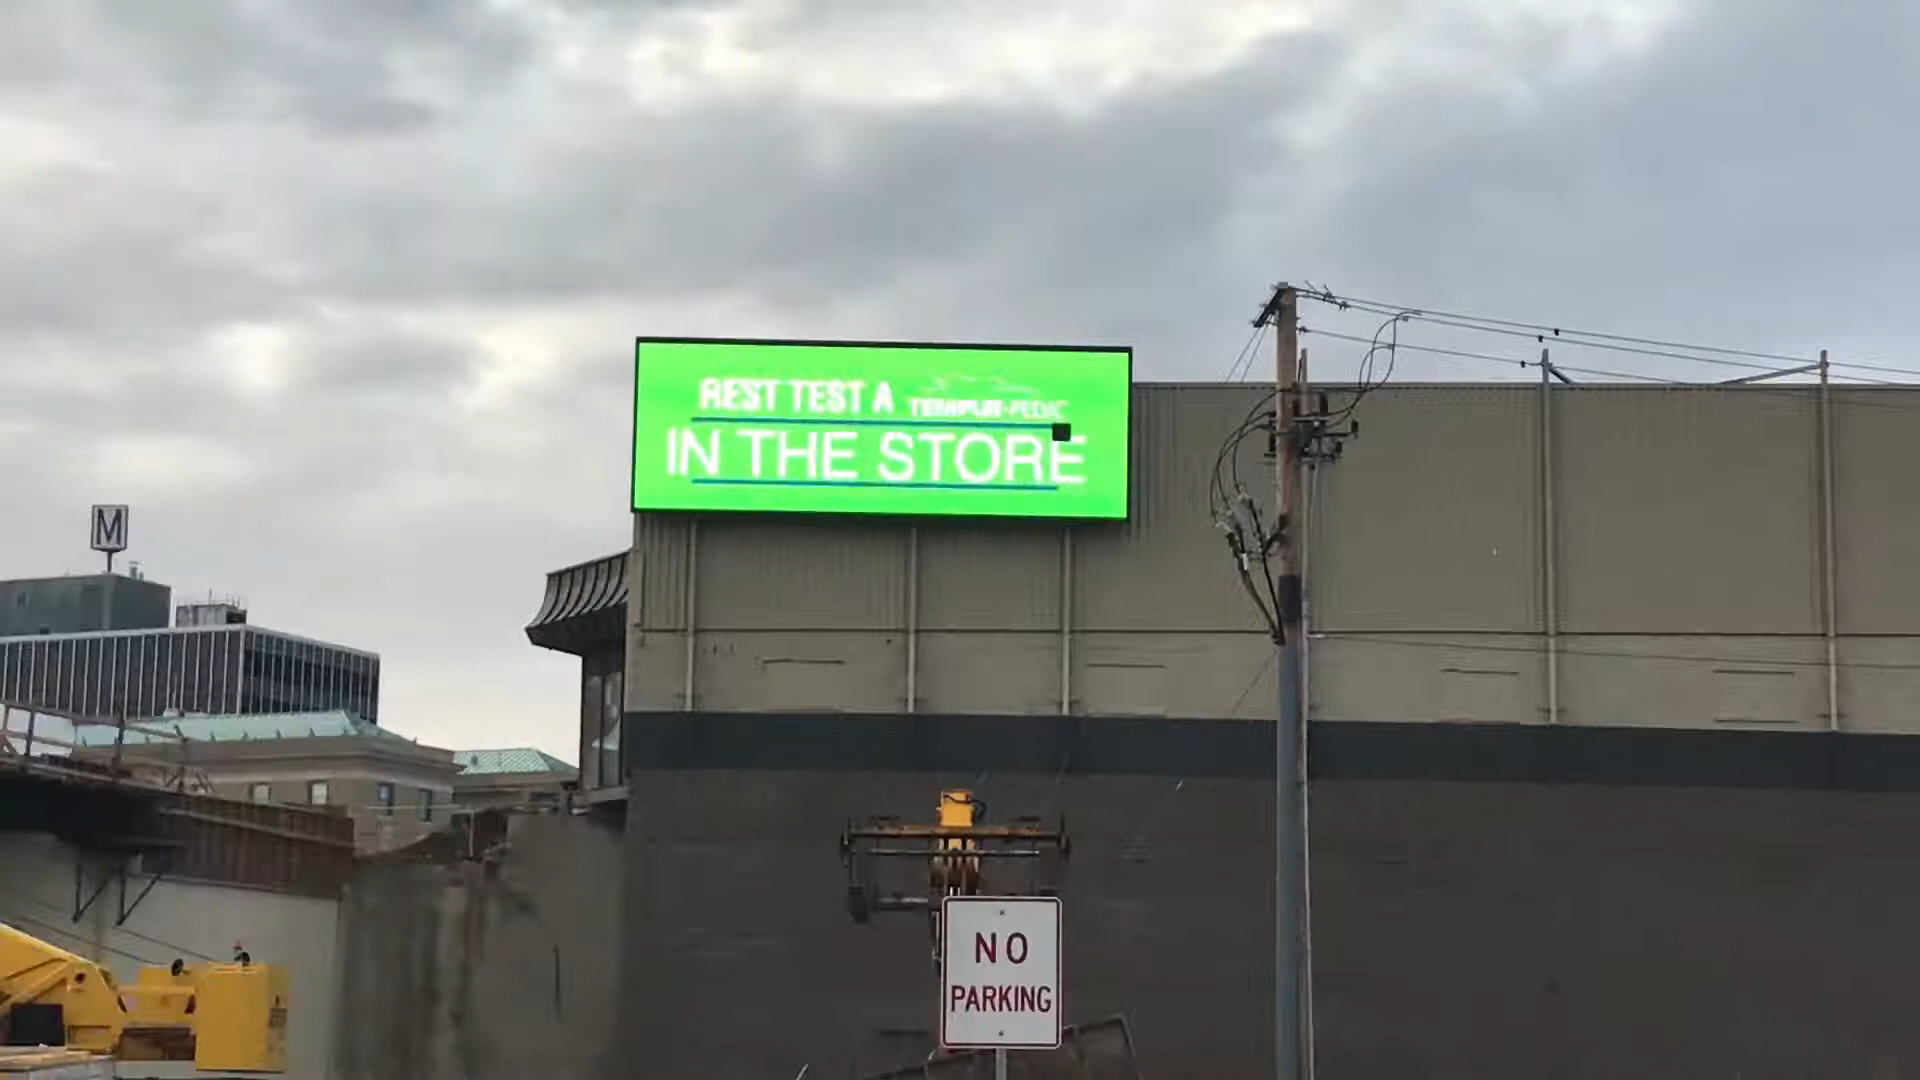 REST TEST A TEMPUR-PEDIC
IN THE STORE
M
NO
PARKING